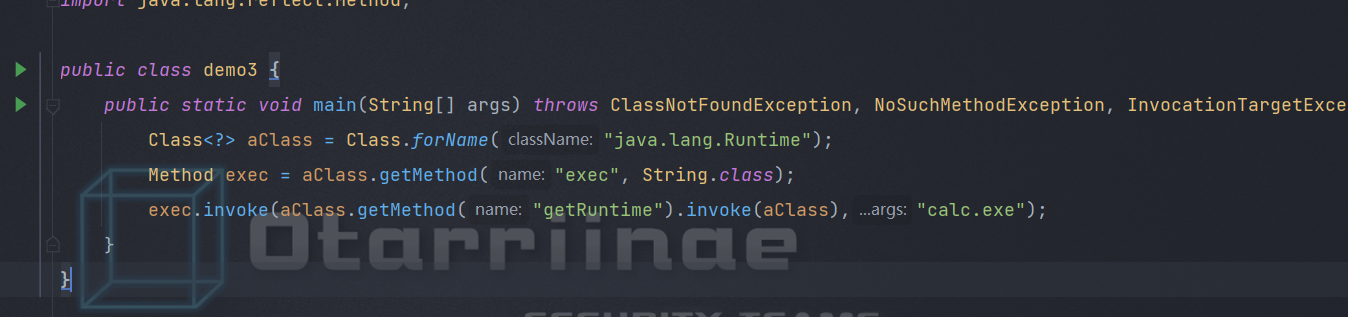 import java.lang.reflect.Method;
public class demo3 {
public static void main(String[] args) throws ClassNotFoundException, NoSuchMethodException, InvocationTargetExce
Class<?> aClass = Class.forName( className: "java.lang.Runtime");
Method exec = aClass.getMethod( name: "exec", String.class);
exec.invoke(aClass.getMethod( name: "getRuntime").invoke(aClass), ...args: "calc.exe");
}
Otarriinae
}
SECURITY TEAMS